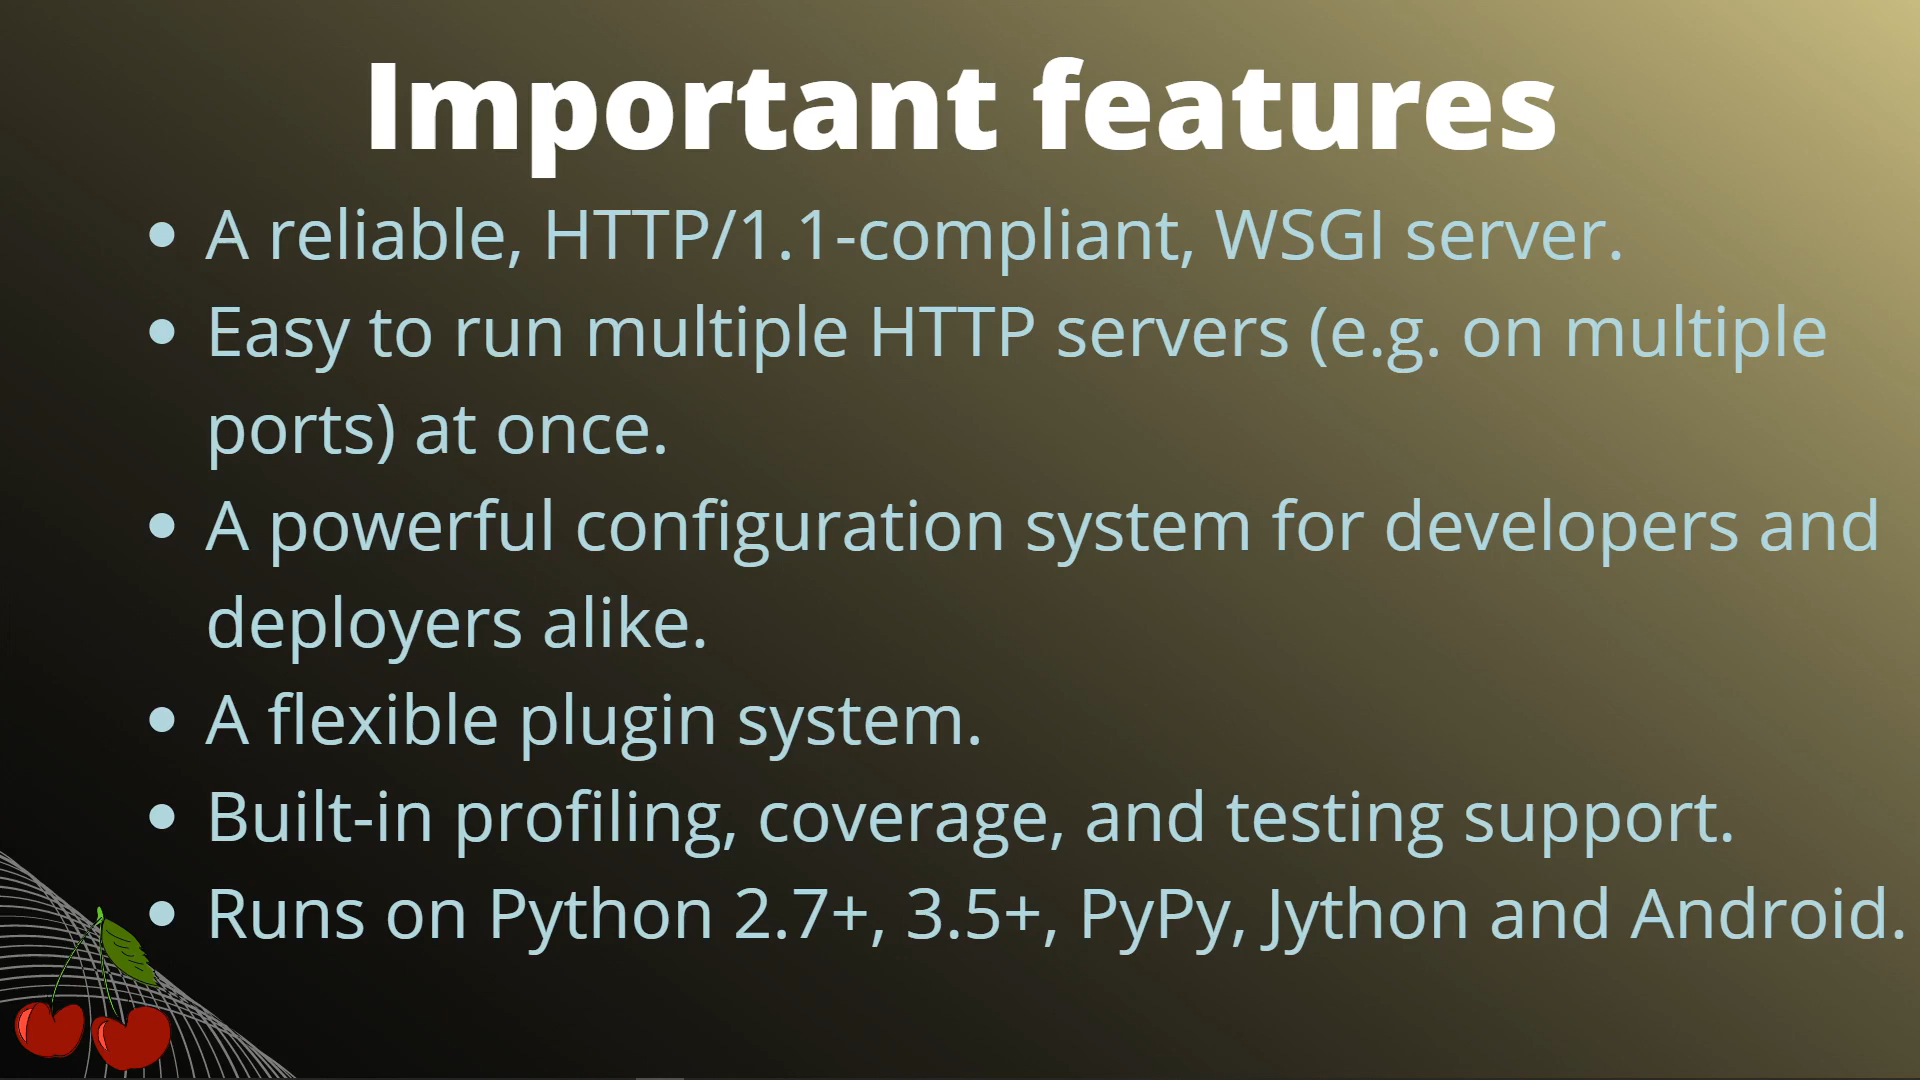 Important features
• A reliable, HTTP/1.1-compliant, WSGI server.
• Easy to run multiple HTTP servers (e.g. on multiple
ports) at once.
• A powerful configuration system for developers and
deployers alike.
• A flexible plugin system.
• Built-in profiling, coverage, and testing support.
• Runs on Python 2.7+, 3.5+, PyPy, Jython and Android.